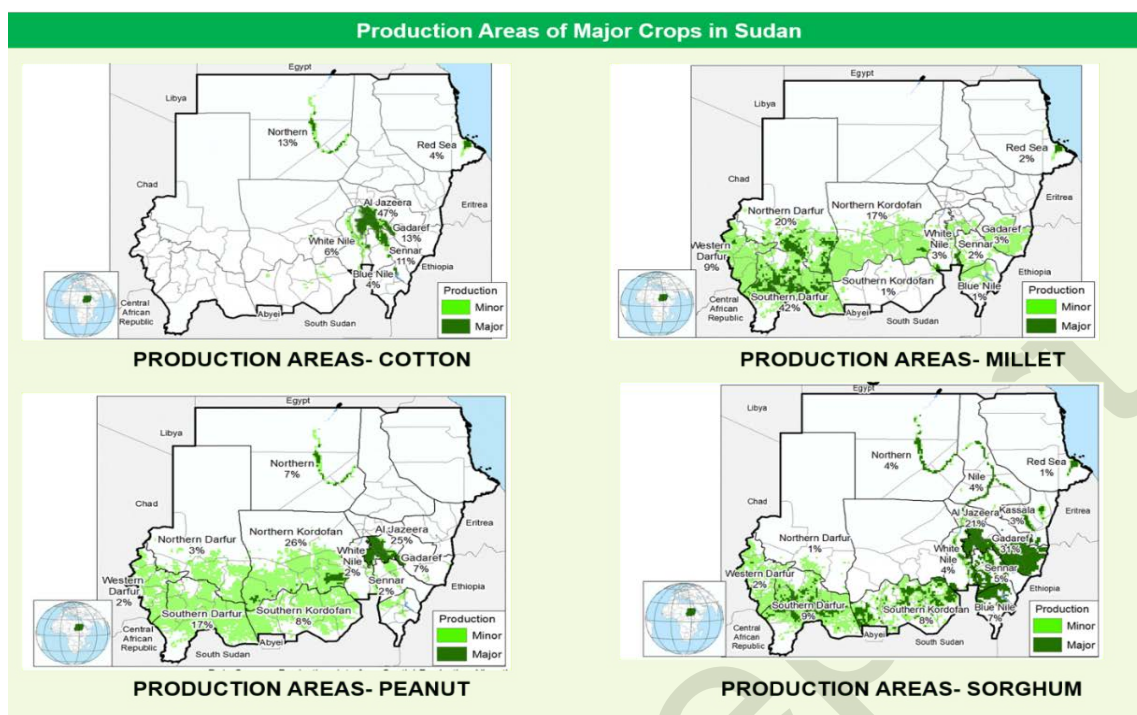 Production Areas of Major Crops in Sudan
Egypt
Libya
Northern
13%
Red Sea
4%
Chad
Al Jazeera
47%
Eritrea
Gadaref
13%
White Nile
6%
Sennar
11%
Ethiopia
Blue Nile
4%
Central
African
Republic
Abyei
South Sudan
Production
Minor
Major
PRODUCTION AREAS- COTTON
Egypt
Libya
Red Sea
2%
Chad
Northern Darfur
20%
Northern Kordofan
17%
Eritrea
Western
Darfur
9%
White
Nile
3%
Gadaref
3%
Sennar
2%
Ethiopia
Southern Darfur
42%
Southern Kordofan
1%
Blue Nile
1%
Central
African
Republic
Abyei
South Sudan
Production
Minor
Major
PRODUCTION AREAS- MILLET
Egypt
Libya
Northern
7%
Chad
Northern Darfur
3%
Northern Kordofan
26%
Al Jazeera
25%
Eritrea
White
Nile
2%
Gadaref
7%
Western
Darfur
2%
Sennar
2%
Ethiopia
Southern Darfur
17%
Southern Kordofan
8%
Central
African
Republic
Abyei
South Sudan
Production
Minor
Major
PRODUCTION AREAS- PEANUT
Egypt
Libya
Northern
4%
Nile
4%
Red Sea
1%
Chad
Al Jazeera
21%
Kassala
3%
Eritrea
Northern Darfur
1%
White
Nile
4%
Gadaref
31%
Western Darfur
2%
Sennar
5%
Ethiopia
Southern Darfur
9%
Southern Kordofan
8%
Blue Nile
7%
Central
African
Republic
Abyei
South Sudan
Production
Minor
Major
PRODUCTION AREAS- SORGHUM